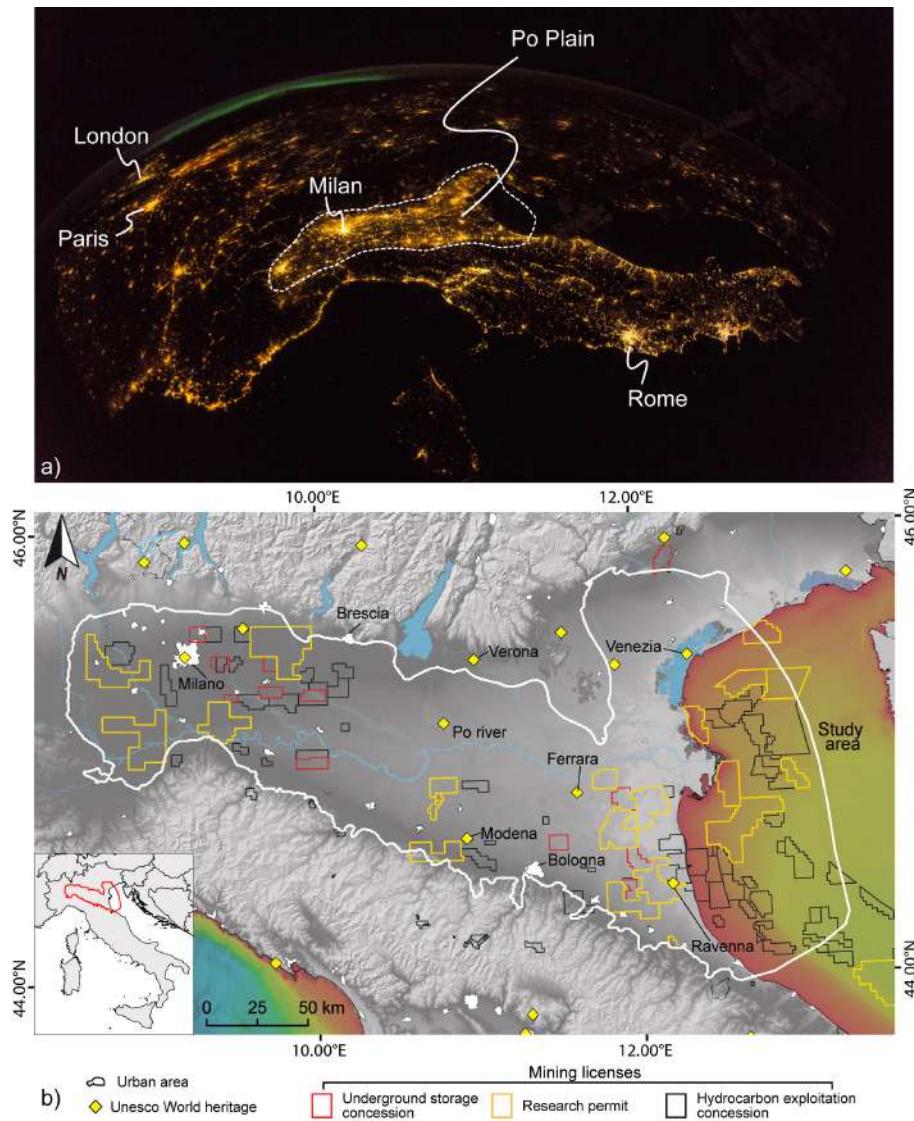 Po Plain
London
Milan
Paris
Rome
a)
10.00°E 12.00°E
46.00°N 46.00°N
N
Brescia
Verona
Venezia
Milano
Study
area
Po river
Ferrara
Modena
Bologna
Ravenna
44.00°N 44.00°N
0 25 50 km
10.00°E 12.00°E
b)
Mining licenses
Urban area
Unesco World heritage
Underground storage
concession
Research permit
Hydrocarbon exploitation
concession